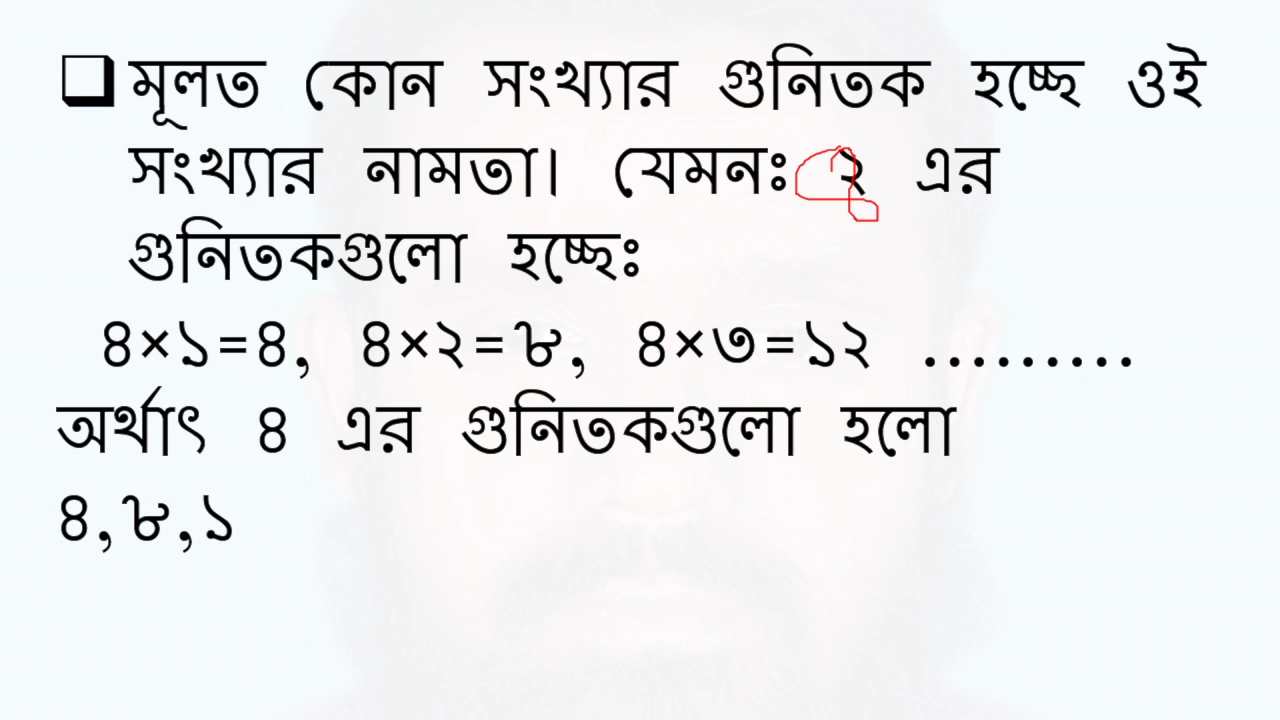 ❑মূলত কোন সংখ্যার গুনিতক হচ্ছে ওই
সংখ্যার নামতা। যেমনঃ ২ এর
গুনিতকগুলো হচ্ছেঃ
৪×১=৪, ৪×২=৮, ৪×৩=১২ .........
অর্থাৎ ৪ এর গুনিতকগুলো হলো
৪,৮,১